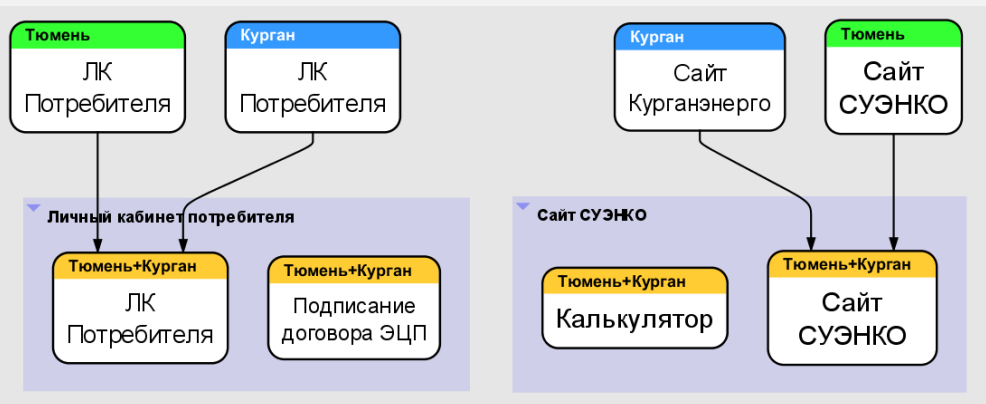 Тюмень
ЛК
Потребителя
Курган
ЛК
Потребителя
Курган
Сайт
Курганэнерго
Тюмень
Сайт
СУЭНКО
Личный кабинет потребителя
Тюмень+Курган
ЛК
Потребителя
Тюмень+Курган
Подписание
договора ЭЦП
Сайт СУЭНКО
Тюмень+Курган
Калькулятор
Тюмень+Курган
Сайт
СУЭНКО